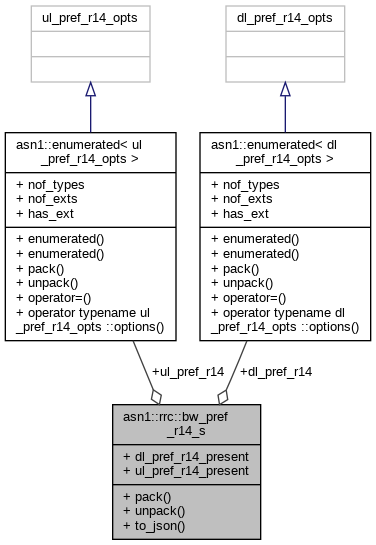 ul_pref_r14_opts
dl_pref_r14_opts
asn1::enumerated< ul
_pref_r14_opts >
+ nof_types
+ nof_exts
+ has_ext
+ enumerated()
+ enumerated()
+ pack()
+ unpack()
+ operator=()
+ operator typename ul
_pref_r14_opts ::options()
asn1::enumerated< dl
_pref_r14_opts >
+ nof_types
+ nof_exts
+ has_ext
+ enumerated()
+ enumerated()
+ pack()
+ unpack()
+ operator=()
+ operator typename dl
_pref_r14_opts ::options()
+ul_pref_r14
+dl_pref_r14
asn1::rrc::bw_pref
_r14_s
+ dl_pref_r14_present
+ ul_pref_r14_present
+ pack()
+ unpack()
+ to_json()